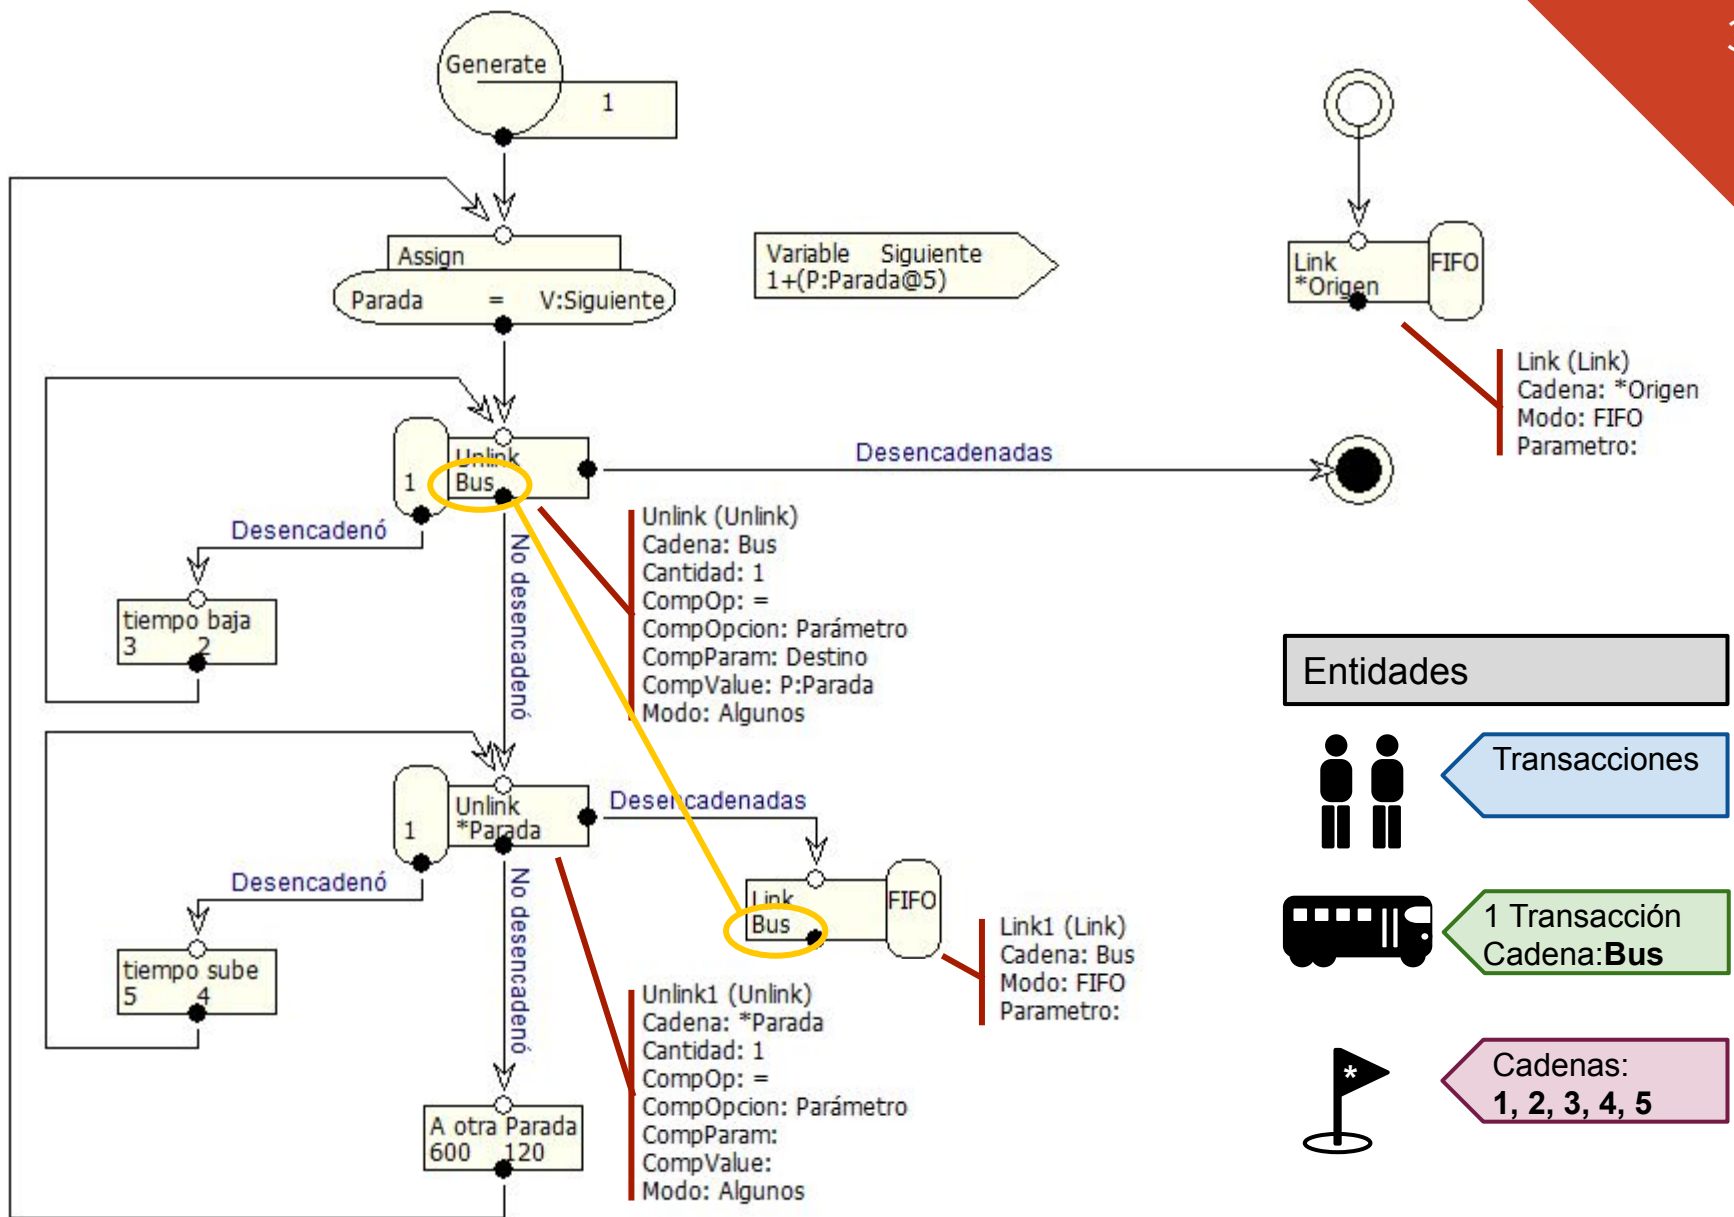 3
Generate
1
Assign
Parada = V:Siguiente
Variable Siguiente
1+(P:Parada@5)
Link
*Origen
FIFO
Link (Link)
Cadena: *Origen
Modo: FIFO
Parametro:
Unlink
Bus
1
Desencadenadas
Desencadenó
No desencadenó
tiempo baja
3 2
Unlink (Unlink)
Cadena: Bus
Cantidad: 1
CompOp: =
CompOpcion: Parámetro
CompParam: Destino
CompValue: P:Parada
Modo: Algunos
Unlink
*Parada
1
Desencadenadas
Desencadenó
No desencadenó
tiempo sube
5 4
Link
Bus
FIFO
Link1 (Link)
Cadena: Bus
Modo: FIFO
Parametro:
Unlink1 (Unlink)
Cadena: *Parada
Cantidad: 1
CompOp: =
CompOpcion: Parámetro
CompParam:
CompValue:
Modo: Algunos
A otra Parada
600 120
Entidades
Transacciones
1 Transacción
Cadena:Bus
*
Cadenas:
1, 2, 3, 4, 5